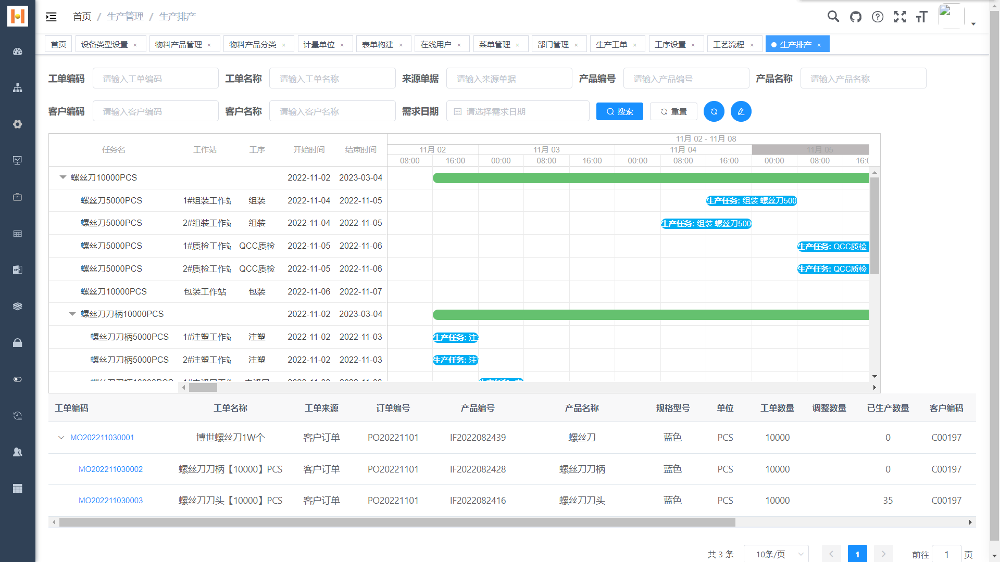 首页 / 生产管理 / 生产排产
首页 设备类型设置 × 物料产品管理 × 物料产品分类 × 计量单位 × 表单构建 × 在线用户 × 菜单管理 × 部门管理 × 生产工单 × 工序设置 × 工艺流程 × 生产排产 ×
工单编码 请输入工单编码 工单名称 请输入工单名称 来源单据 请输入来源单据 产品编号 请输入产品编号 产品名称 请输入产品名称
客户编码 请输入客户编码 客户名称 请输入客户名称 需求日期 请选择需求日期 搜索 重置
11月 02 - 11月 08
任务名 工作站 工序 开始时间 结束时间
11月 02 11月 03 11月 04 11月 05
08:00 16:00 00:00 08:00 16:00 00:00 08:00 16:00 00:00 08:00 16:0
螺丝刀10000PCS 2022-11-02 2023-03-04
螺丝刀5000PCS 1#组装工作站 组装 2022-11-04 2022-11-05 生产任务: 组装 螺丝刀500
螺丝刀5000PCS 2#组装工作站 组装 2022-11-04 2022-11-05 生产任务: 组装 螺丝刀500
螺丝刀5000PCS 1#质检工作站 QCC质检 2022-11-05 2022-11-06 生产任务: QCC质检
螺丝刀5000PCS 2#质检工作站 QCC质检 2022-11-05 2022-11-06 生产任务: QCC质检
螺丝刀10000PCS 包装工作站 包装 2022-11-06 2022-11-07
螺丝刀刀柄10000PCS 2022-11-02 2023-03-04
螺丝刀刀柄5000PCS 1#注塑工作站 注塑 2022-11-02 2022-11-03 生产任务: 注
螺丝刀刀柄5000PCS 2#注塑工作站 注塑 2022-11-02 2022-11-03 生产任务: 注
工单编码 工单名称 工单来源 订单编号 产品编号 产品名称 规格型号 单位 工单数量 调整数量 已生产数量 客户编码
MO202211030001 博世螺丝刀1W个 客户订单 PO20221101 IF2022082439 螺丝刀 蓝色 PCS 10000 0 C00197
MO202211030002 螺丝刀刀柄【10000】PCS 客户订单 PO20221101 IF2022082428 螺丝刀刀柄 蓝色 PCS 10000 0 C00197
MO202211030003 螺丝刀刀头【10000】PCS 客户订单 PO20221101 IF2022082416 螺丝刀刀头 蓝色 PCS 10000 35 C00197
共 3 条 10条/页 1 前往 1 页